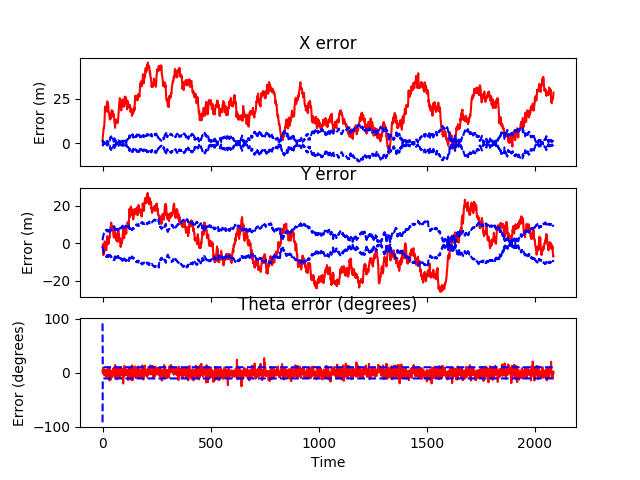 X error
Error (m)
25
0
Y error
Error (m)
20
0
−20
Theta error (degrees)
Error (degrees)
100
0
−100
0 500 1000 1500 2000
Time